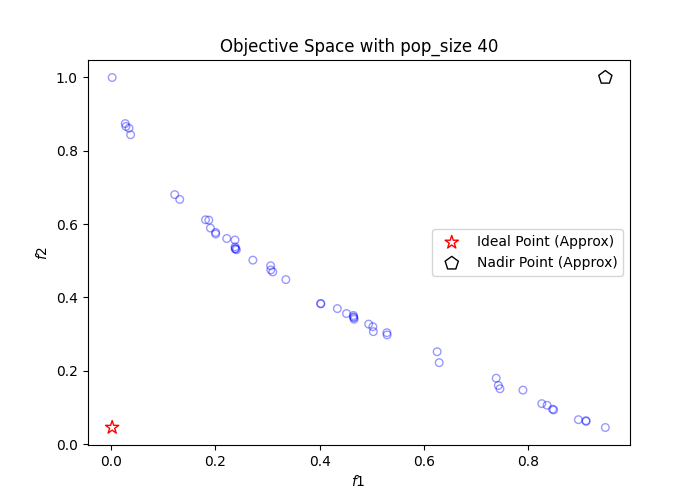 Objective Space with pop_size 40
1.0
0.8
0.6
0.4
0.2
0.0
f2
Ideal Point (Approx)
Nadir Point (Approx)
0.0 0.2 0.4 0.6 0.8
f1